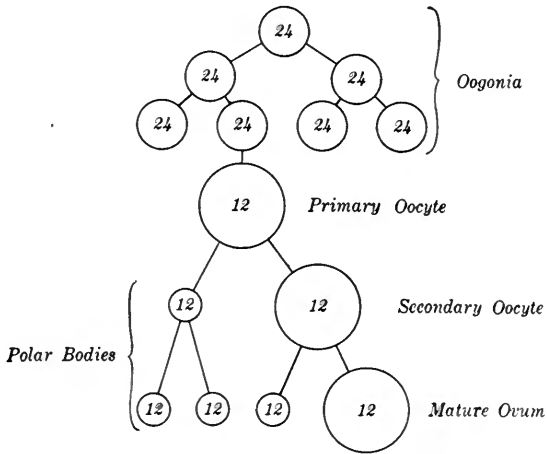 24
24 24
Oogonia
24 24 24 24
12 Primary Oocyte
12
12 Secondary Oocyte
Polar Bodies
12 12 12 12 Mature Ovum